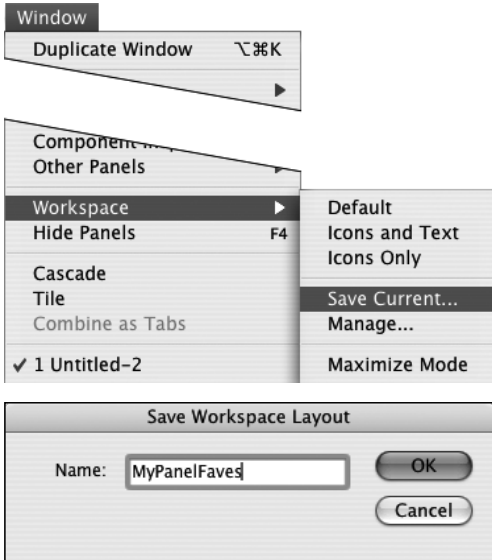 Window
Duplicate Window ⌥⌘K
Component
Other Panels
Workspace
Hide Panels F4
Cascade
Tile
Combine as Tabs
✓ 1 Untitled-2
Default
Icons and Text
Icons Only
Save Current...
Manage...
Maximize Mode
Save Workspace Layout
Name: MyPanelFaves
OK
Cancel